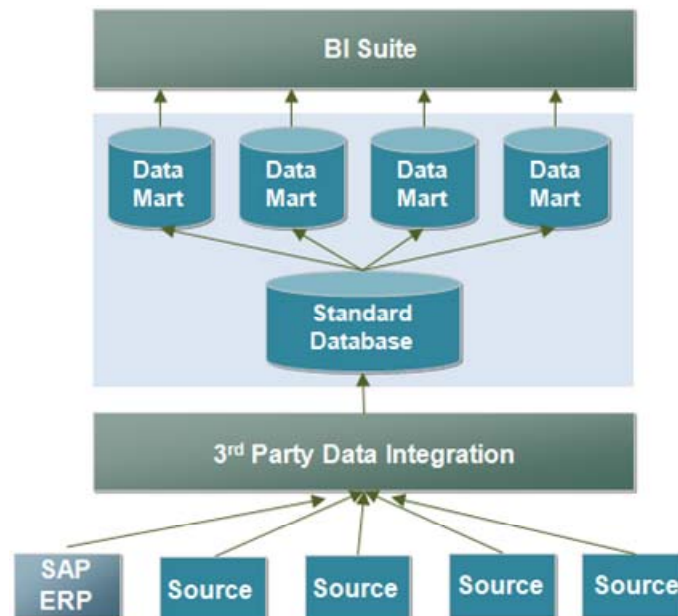 BI Suite
Data
Mart
Data
Mart
Data
Mart
Data
Mart
Standard
Database
3rd Party Data Integration
SAP
ERP
Source
Source
Source
Source